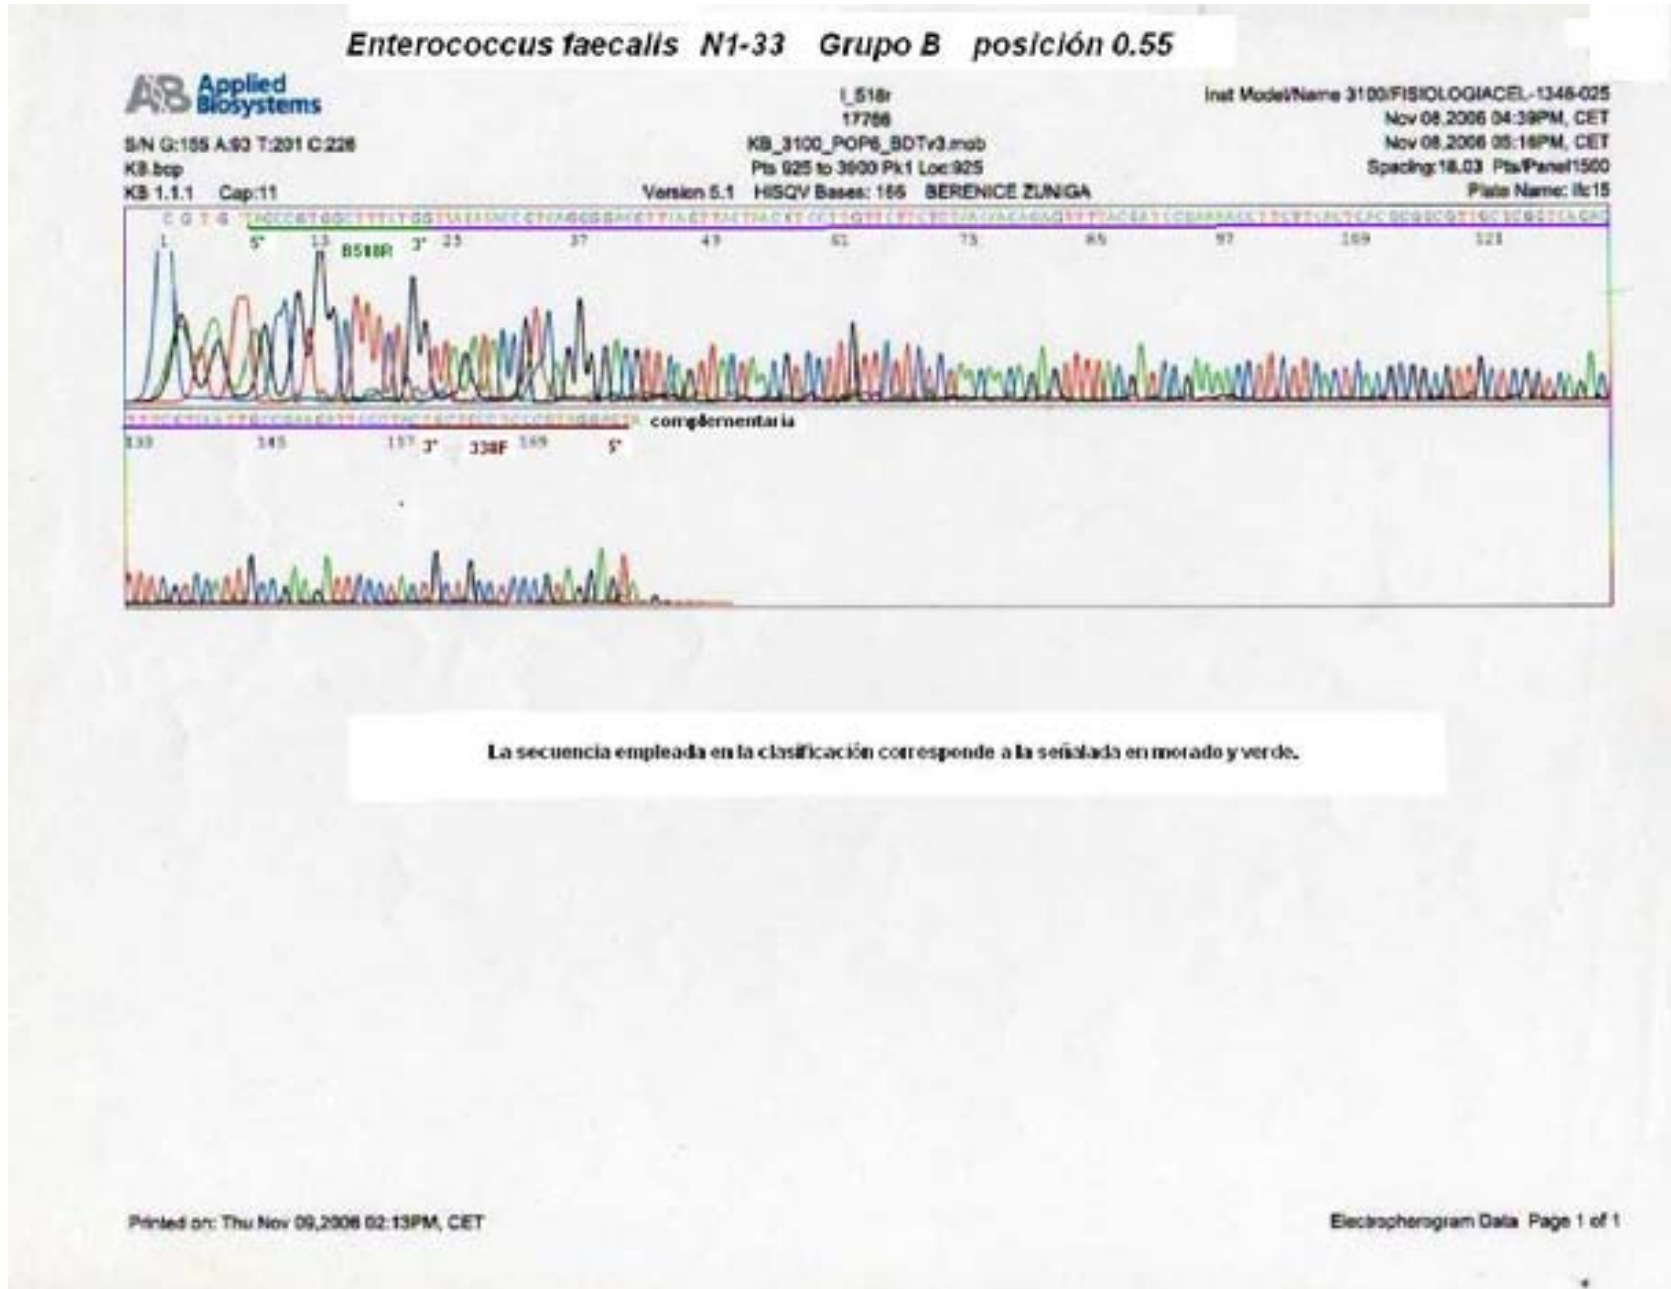 Enterococcus faecalis N1-33 Grupo B posición 0.55
AB Applied Biosystems
I_518r
17766
KB_3100_POP6_BDTv3.mob
Pts 925 to 3900 Pk1 Loc:925
Version 5.1 HISQV Bases: 166 BERENICE ZUNIGA
Inst Model/Name 3100/FISIOLOGIACEL-1346-025
Nov 08,2006 04:39PM, CET
Nov 08,2006 05:16PM, CET
Spacing:18.03 Pts/Panel1500
Plate Name: ifc15
S/N G:155 A:93 T:201 C:226
KB.bcp
KB 1.1.1 Cap:11
C G T G
1 5' 13 B518R 3' 25 37 49 61 73 85 97 109 121
complementaria
133 145 157 3' 338F 169 5'
La secuencia empleada en la clasificación corresponde a la señalada en morado y verde.
Printed on: Thu Nov 09,2006 02:13PM, CET
Electropherogram Data Page 1 of 1